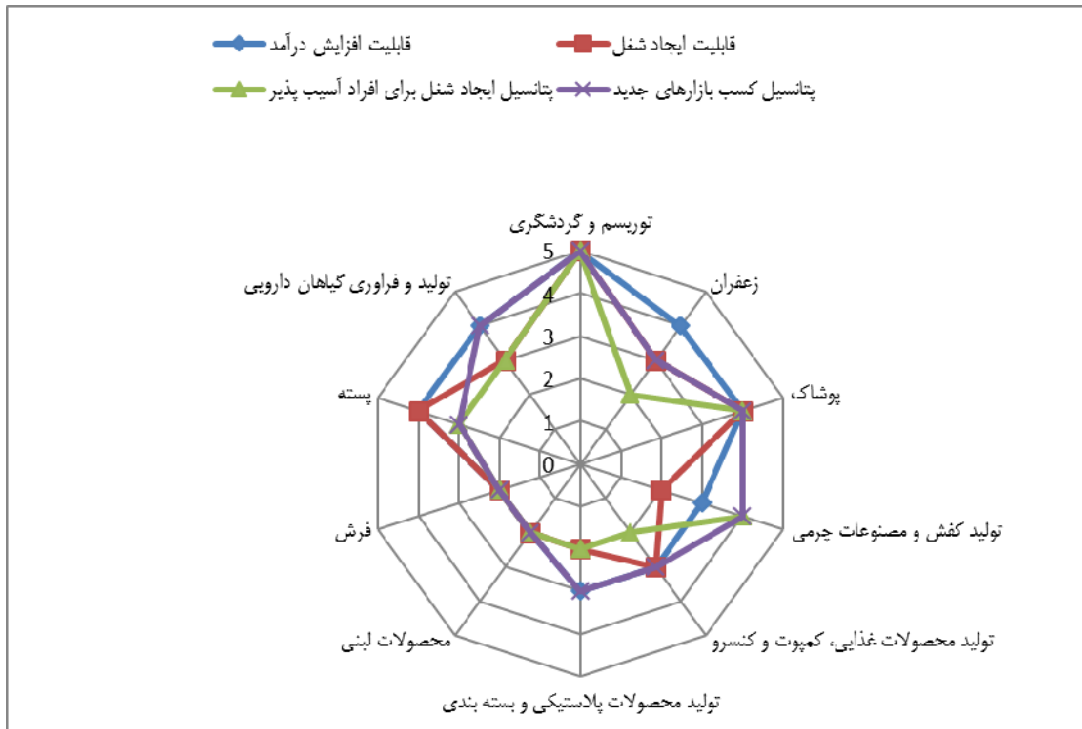 قابلیت افزایش درآمد
قابلیت ایجاد شغل
پتانسیل ایجاد شغل برای افراد آسیب پذیر
پتانسیل کسب بازارهای جدید
توریسم و گردشگری
زعفران
پوشاک،
تولید کفش و مصنوعات چرمی
تولید محصولات غذایی، کمپوت و کنسرو
تولید محصولات پلاستیکی و بسته بندی
محصولات لبنی
فرش
پسته
تولید و فراوری گیاهان دارویی
5
4
3
2
1
0